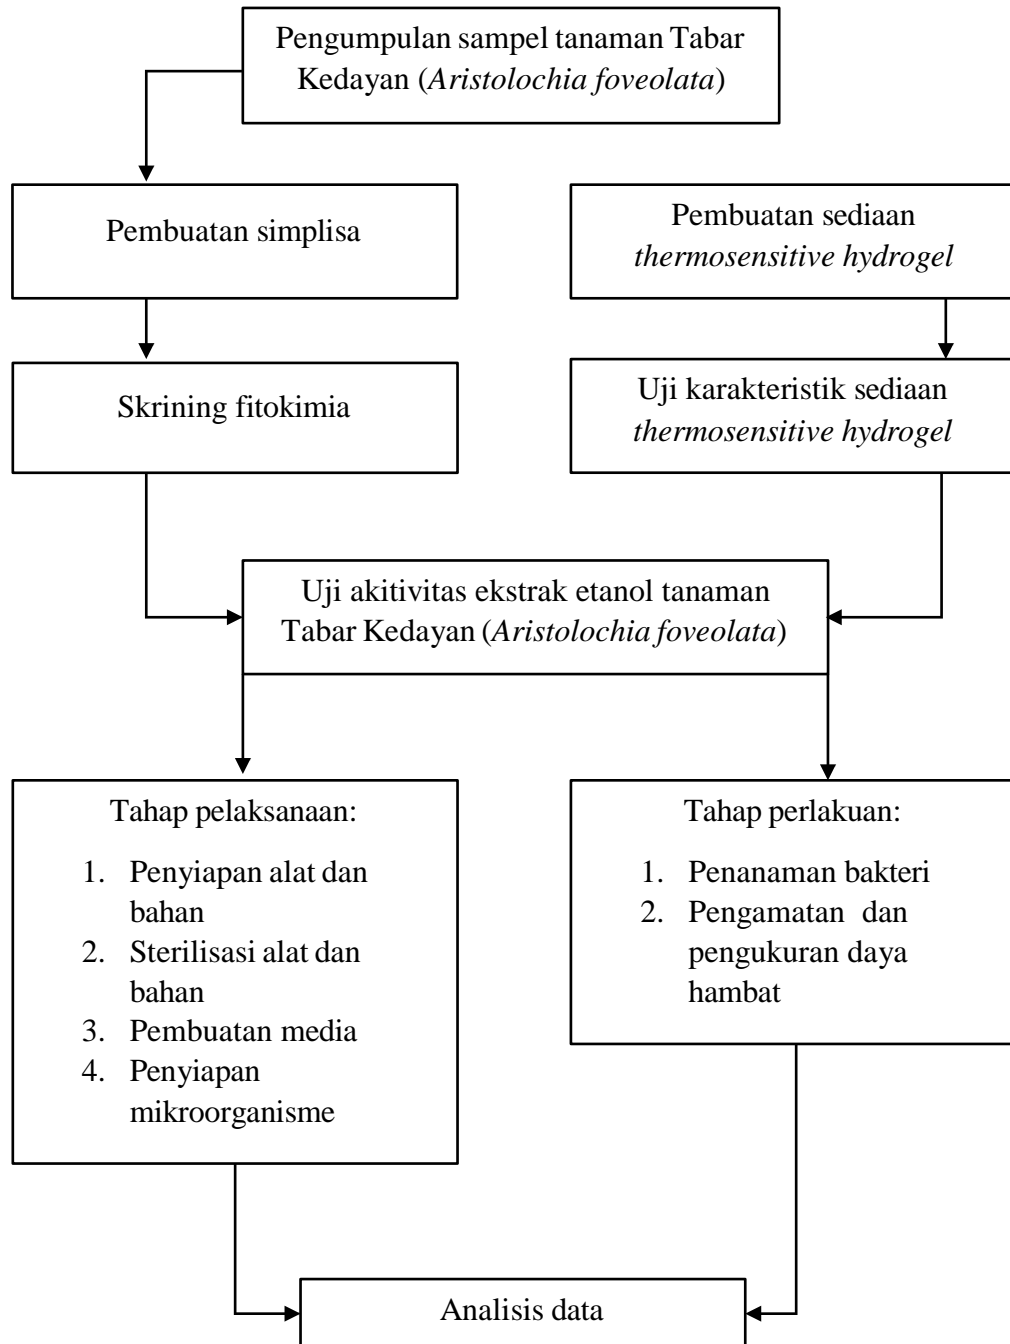 Pengumpulan sampel tanaman Tabar
Kedayan (Aristolochia foveolata)
Pembuatan simplisa
Pembuatan sediaan
thermosensitive hydrogel
Skrining fitokimia
Uji karakteristik sediaan
thermosensitive hydrogel
Uji akitivitas ekstrak etanol tanaman
Tabar Kedayan (Aristolochia foveolata)
Tahap pelaksanaan:
1. Penyiapan alat dan
bahan
2. Sterilisasi alat dan
bahan
3. Pembuatan media
4. Penyiapan
mikroorganisme
Tahap perlakuan:
1. Penanaman bakteri
2. Pengamatan dan
pengukuran daya
hambat
Analisis data